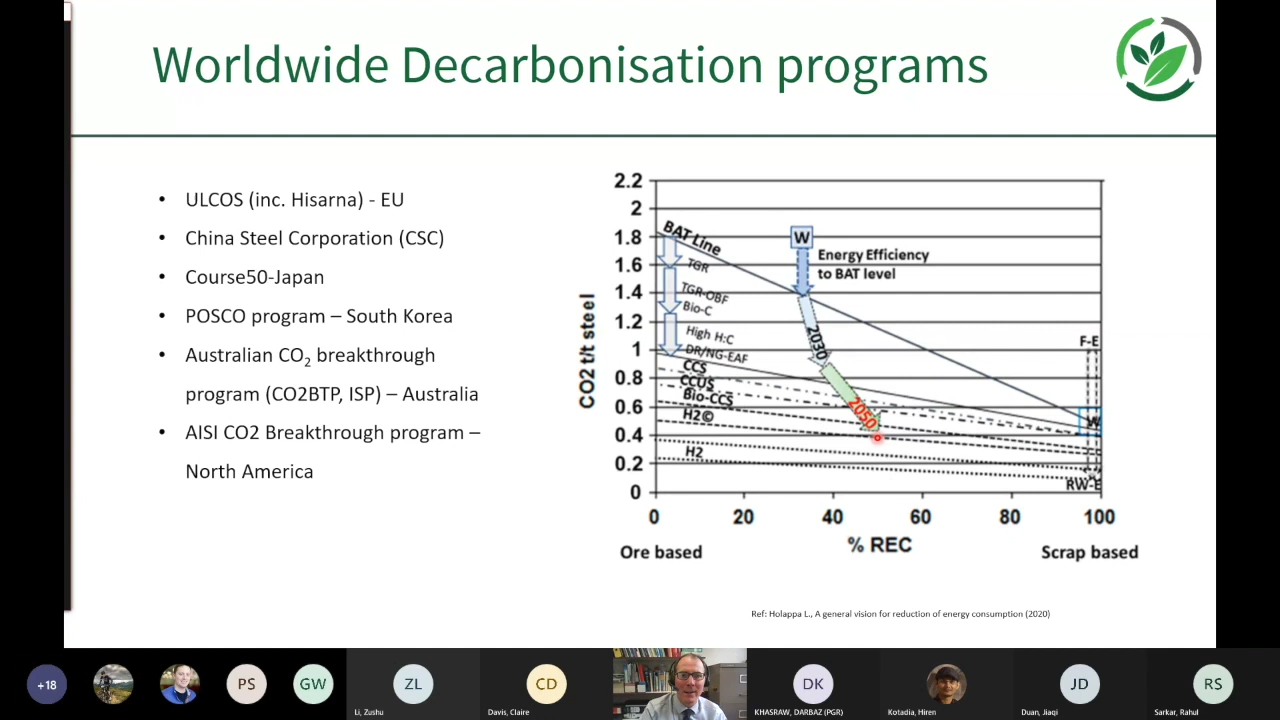 Worldwide Decarbonisation programs
• ULCOS (inc. Hisarna) - EU
• China Steel Corporation (CSC)
• Course50-Japan
• POSCO program – South Korea
• Australian CO₂ breakthrough
program (CO2BTP, ISP) – Australia
• AISI CO2 Breakthrough program –
North America
2.2
2
1.8
1.6
1.4
1.2
1
0.8
0.6
0.4
0.2
0
CO2 t/t steel
BAT Line
TGR
TGR-OBF
Bio-C
High H:C
DR/NG-EAF
CCS
CCUS
Bio-CCS
H2©
H2
W
Energy Efficiency
to BAT level
2030
2050
F-E
W
RW-E
0 20 40 60 80 100
% REC
Ore based
Scrap based
Ref: Holappa L., A general vision for reduction of energy consumption (2020)
+18
PS
GW
ZL
Li, Zushu
CD
Davis, Claire
DK
KHASRAW, DARBAZ (PGR)
Kotadia, Hiren
JD
Duan, Jiaqi
RS
Sarkar, Rahul